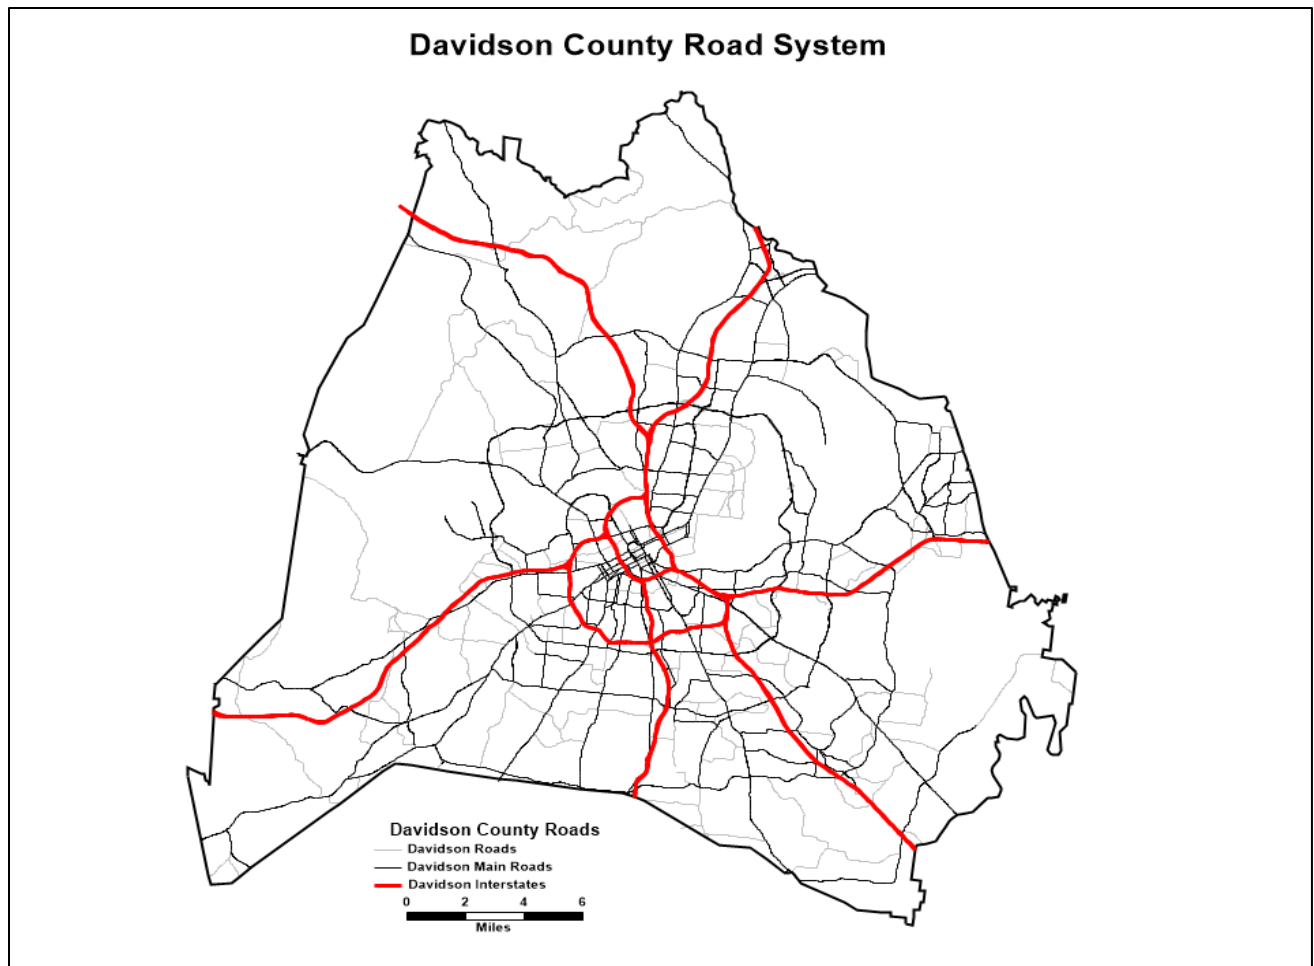 Davidson County Road System
Davidson County Roads
Davidson Roads
Davidson Main Roads
Davidson Interstates
0 2 4 6
Miles